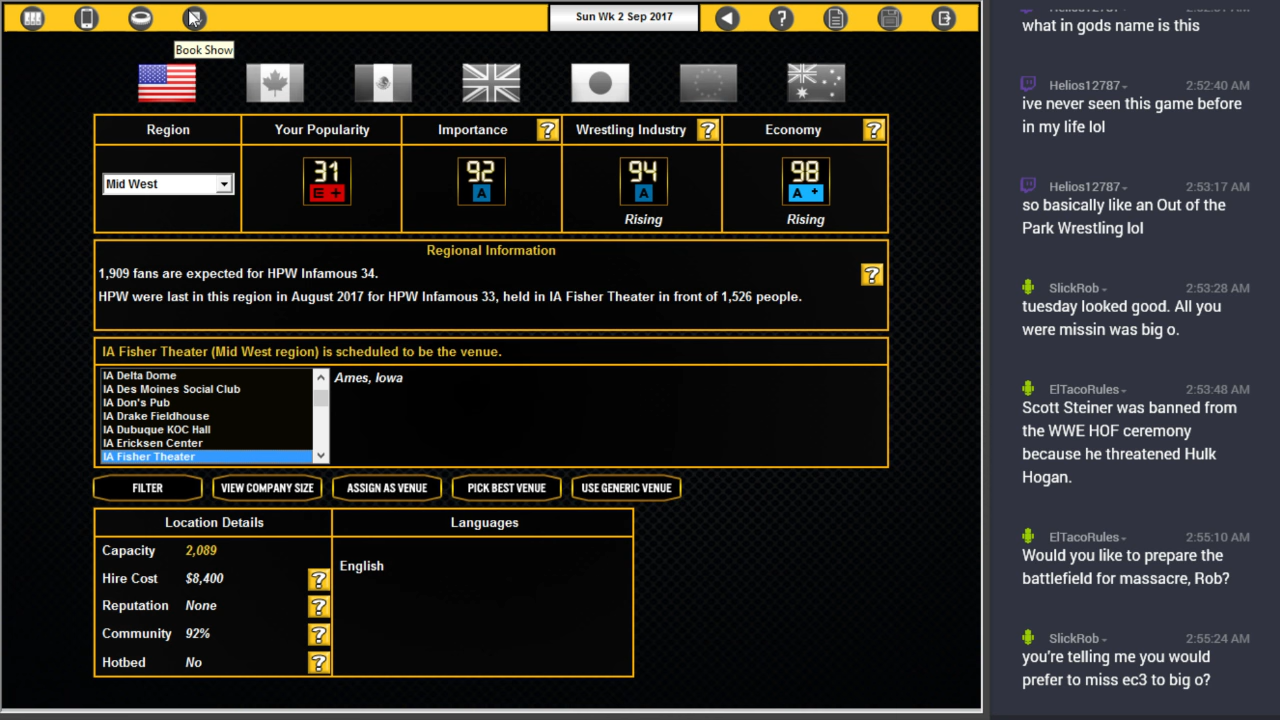 Sun Wk 2 Sep 2017
Book Show
Region
Your Popularity
Importance
Wrestling Industry
Economy
Mid West
31
E +
92
A
94
A
Rising
98
A +
Rising
Regional Information
1,909 fans are expected for HPW Infamous 34.
HPW were last in this region in August 2017 for HPW Infamous 33, held in IA Fisher Theater in front of 1,526 people.
IA Fisher Theater (Mid West region) is scheduled to be the venue.
IA Delta Dome
IA Des Moines Social Club
IA Don's Pub
IA Drake Fieldhouse
IA Dubuque KOC Hall
IA Ericksen Center
IA Fisher Theater
Ames, Iowa
FILTER
VIEW COMPANY SIZE
ASSIGN AS VENUE
PICK BEST VENUE
USE GENERIC VENUE
Location Details
Languages
Capacity 2,089
Hire Cost $8,400
Reputation None
Community 92%
Hotbed No
English
what in gods name is this
Helios12787 2:52:40 AM
ive never seen this game before
in my life lol
Helios12787 2:53:17 AM
so basically like an Out of the
Park Wrestling lol
SlickRob 2:53:28 AM
tuesday looked good. All you
were missin was big o.
ElTacoRules 2:53:48 AM
Scott Steiner was banned from
the WWE HOF ceremony
because he threatened Hulk
Hogan.
ElTacoRules 2:55:10 AM
Would you like to prepare the
battlefield for massacre, Rob?
SlickRob 2:55:24 AM
you're telling me you would
prefer to miss ec3 to big o?